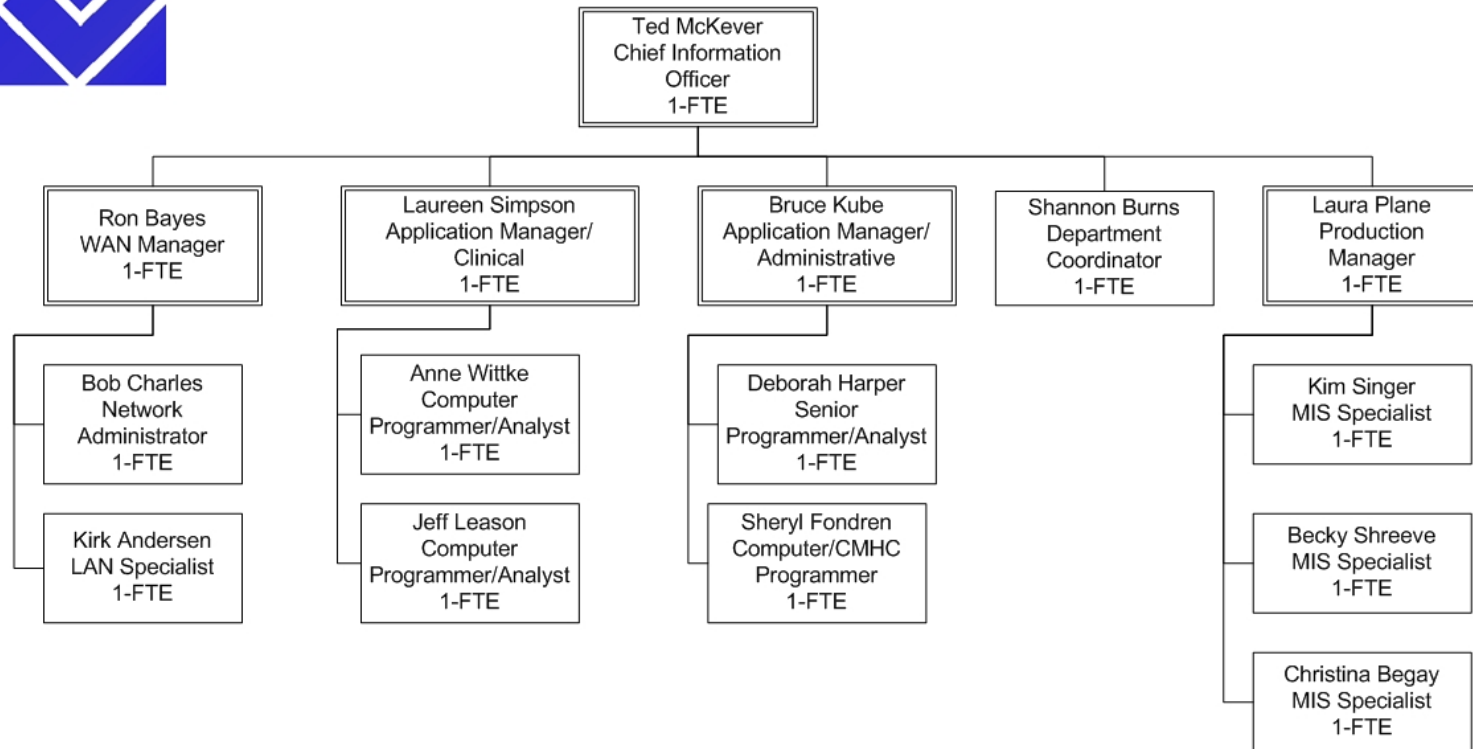 Ted McKever
Chief Information
Officer
1-FTE
Ron Bayes
WAN Manager
1-FTE
Laureen Simpson
Application Manager/
Clinical
1-FTE
Bruce Kube
Application Manager/
Administrative
1-FTE
Shannon Burns
Department
Coordinator
1-FTE
Laura Plane
Production
Manager
1-FTE
Bob Charles
Network
Administrator
1-FTE
Kirk Andersen
LAN Specialist
1-FTE
Anne Wittke
Computer
Programmer/Analyst
1-FTE
Jeff Leason
Computer
Programmer/Analyst
1-FTE
Deborah Harper
Senior
Programmer/Analyst
1-FTE
Sheryl Fondren
Computer/CMHC
Programmer
1-FTE
Kim Singer
MIS Specialist
1-FTE
Becky Shreeve
MIS Specialist
1-FTE
Christina Begay
MIS Specialist
1-FTE